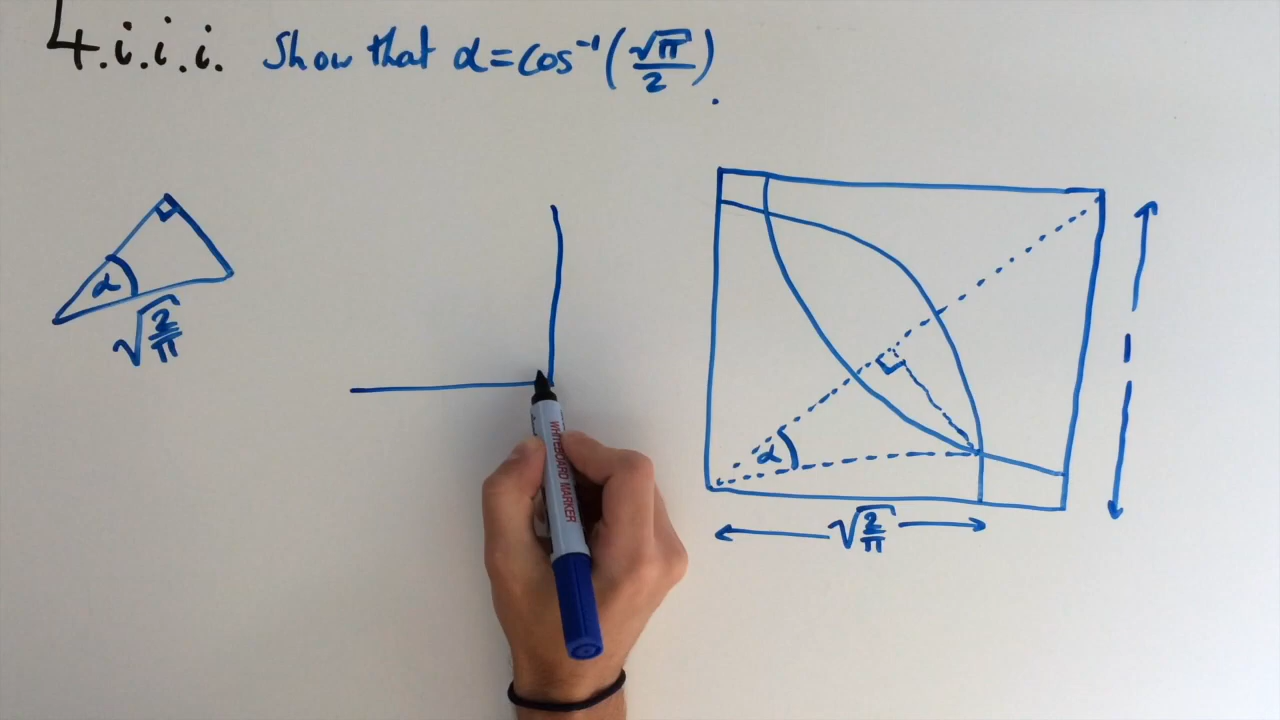 4.i.i.i. Show that α=cos⁻¹(√π/2).
α
√2/π
α
1
√2/π
WHITEBOARD MARKER